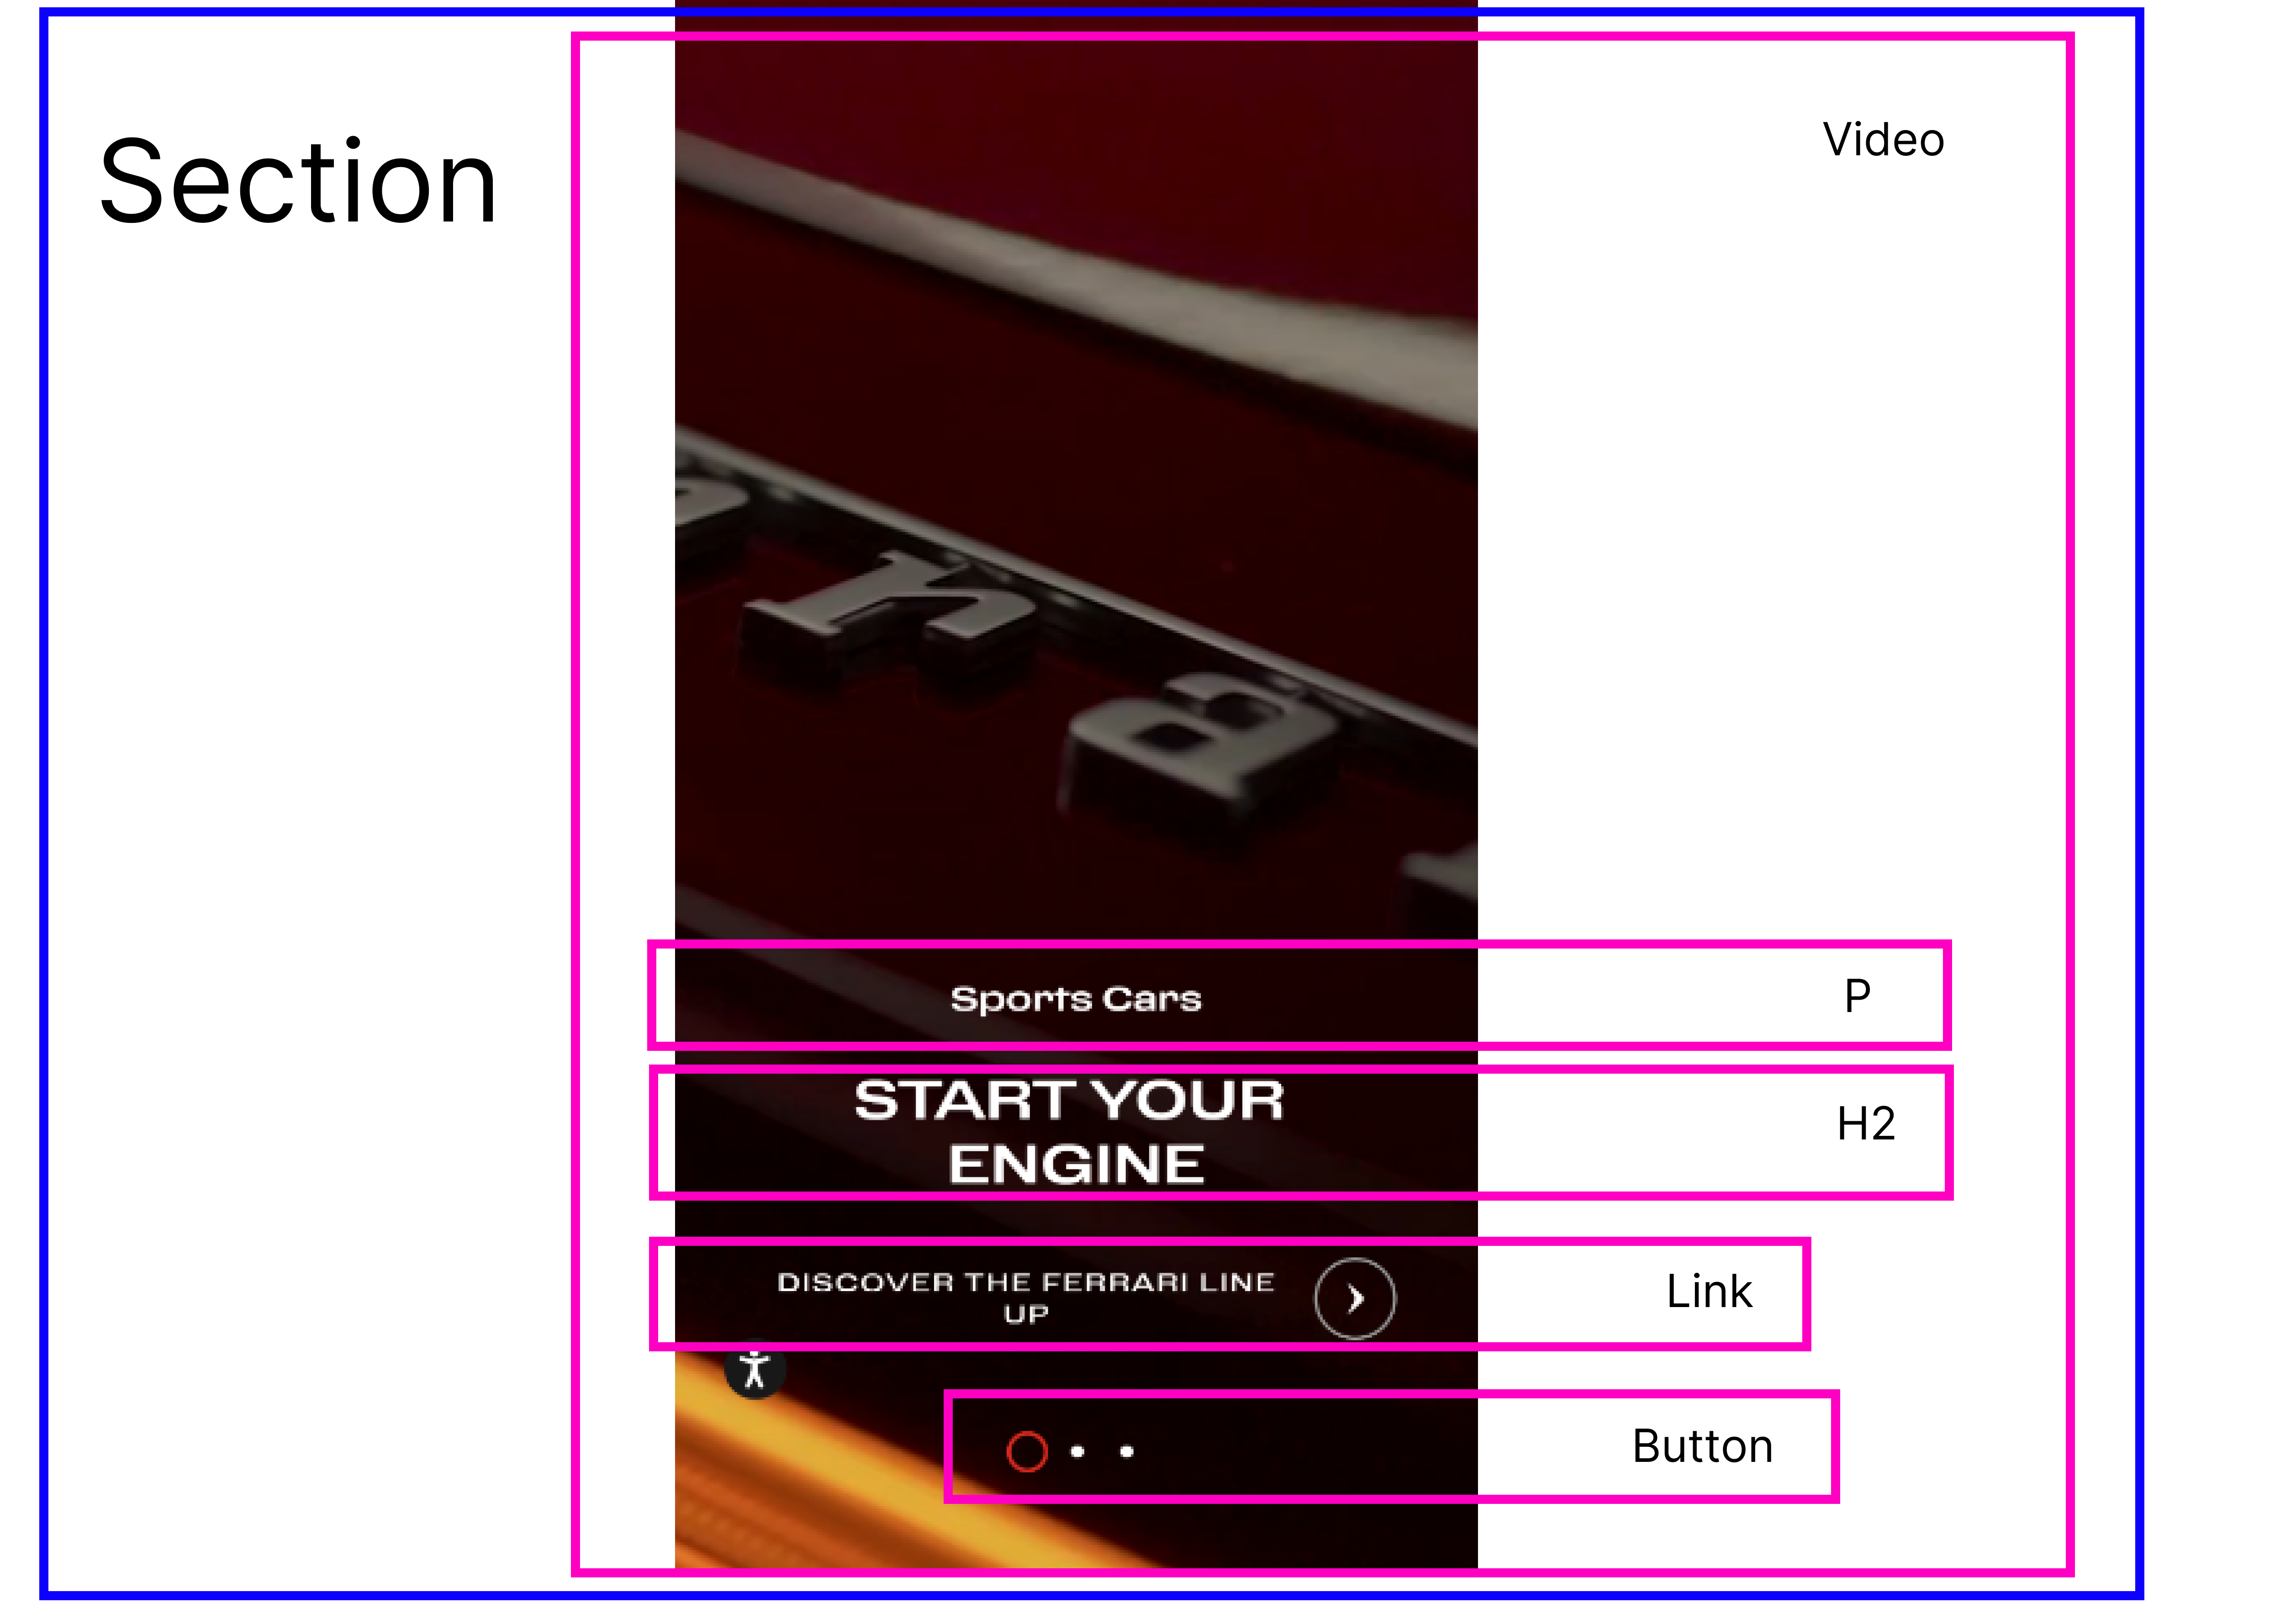 Section
Video
Sports Cars
P
START YOUR
ENGINE
H2
DISCOVER THE FERRARI LINE
UP
Link
Button